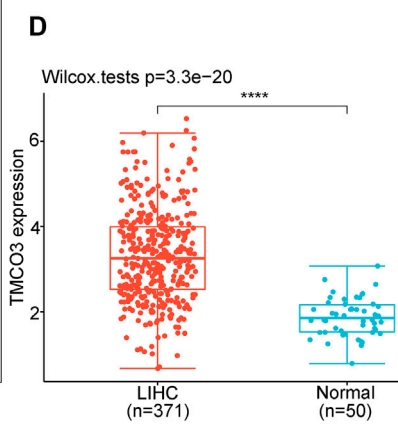 D
Wilcox.tests p=3.3e−20
****
TMCO3 expression
6
4
2
LIHC
(n=371)
Normal
(n=50)